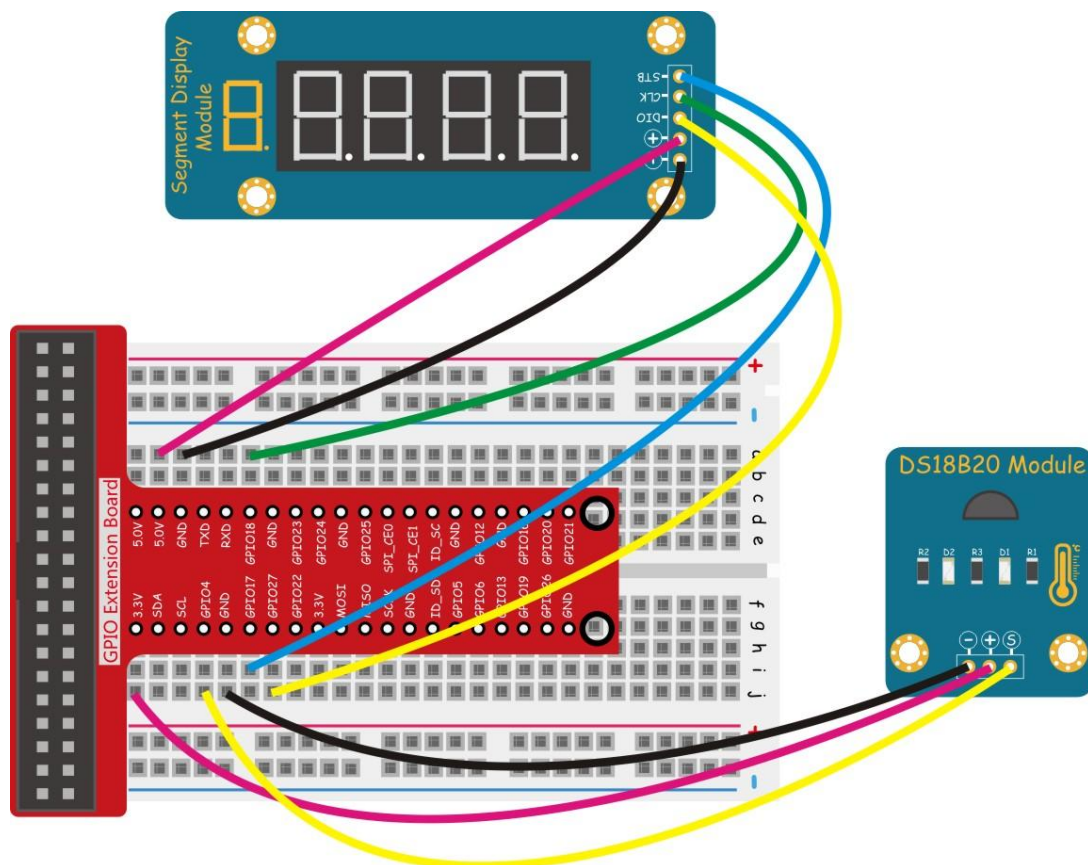 Segment Display
Module
STB
CLK
DIO
+
-
+
-
a
b
c
d
e
GPIO Extension Board
5.0V
5.0V
GND
TXD
RXD
GPIO18
GND
GPIO23
GPIO24
GND
GPIO25
SPI_CE0
SPI_CE1
ID_SC
GND
GPIO12
GND
GPIO16
GPIO20
GPIO21
3.3V
SDA
SCL
GPIO4
GND
GPIO17
GPIO27
GPIO22
3.3V
MOSI
MISO
SCLK
GND
ID_SD
GPIO5
GPIO6
GPIO13
GPIO19
GPIO26
GND
f
g
h
i
j
+
-
DS18B20 Module
R2 D2 R3 D1 R1
- + S